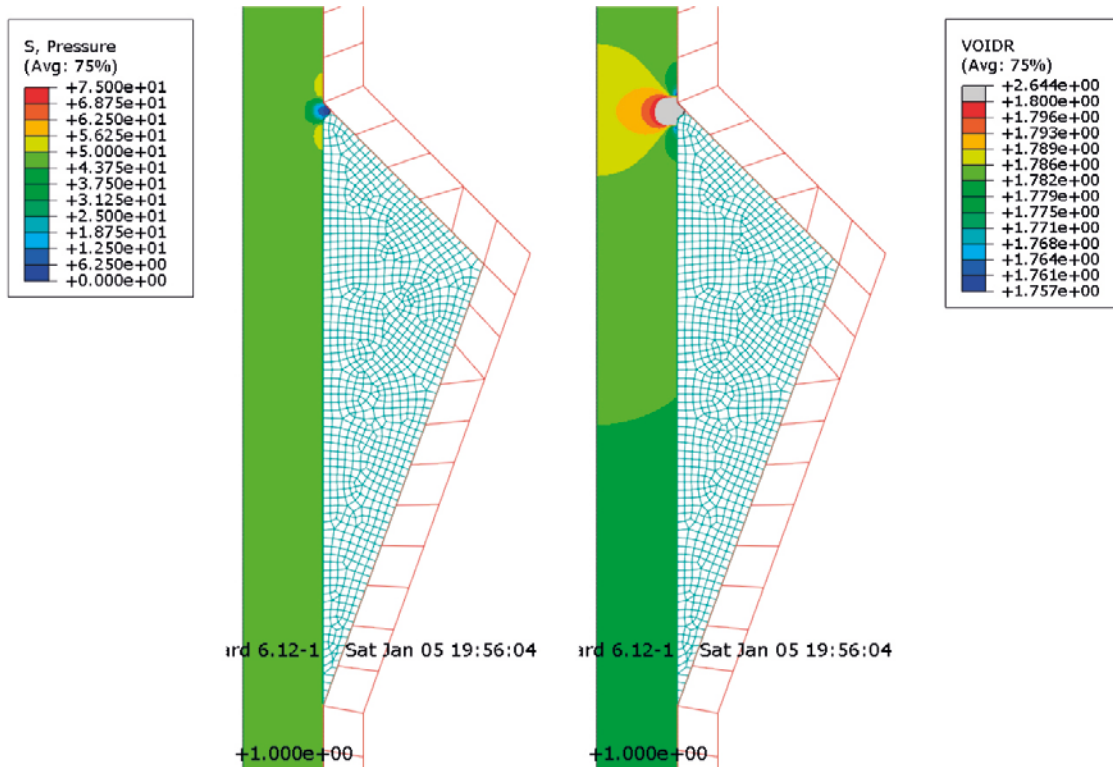 S, Pressure
(Avg: 75%)
+7.500e+01
+6.875e+01
+6.250e+01
+5.625e+01
+5.000e+01
+4.375e+01
+3.750e+01
+3.125e+01
+2.500e+01
+1.875e+01
+1.250e+01
+6.250e+00
+0.000e+00
ard 6.12-1 Sat Jan 05 19:56:04
+1.000e+00
VOIDR
(Avg: 75%)
+2.644e+00
+1.800e+00
+1.796e+00
+1.793e+00
+1.789e+00
+1.786e+00
+1.782e+00
+1.779e+00
+1.775e+00
+1.771e+00
+1.768e+00
+1.764e+00
+1.761e+00
+1.757e+00
ard 6.12-1 Sat Jan 05 19:56:04
+1.000e+00